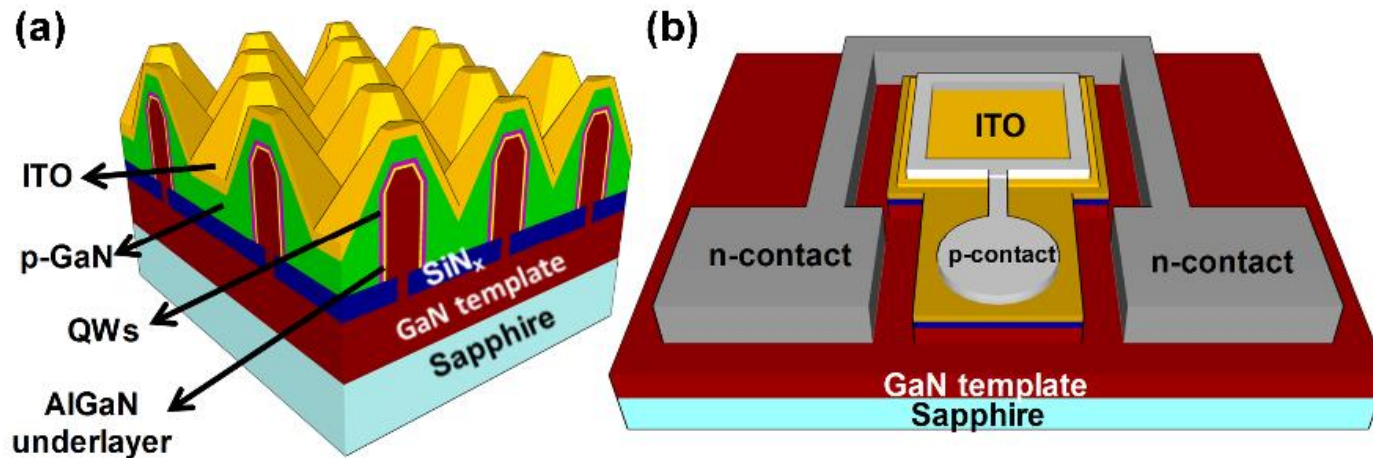 (a)
ITO
p-GaN
QWs
AlGaN
underlayer
SiNx
GaN template
Sapphire
(b)
ITO
n-contact
p-contact
n-contact
GaN template
Sapphire